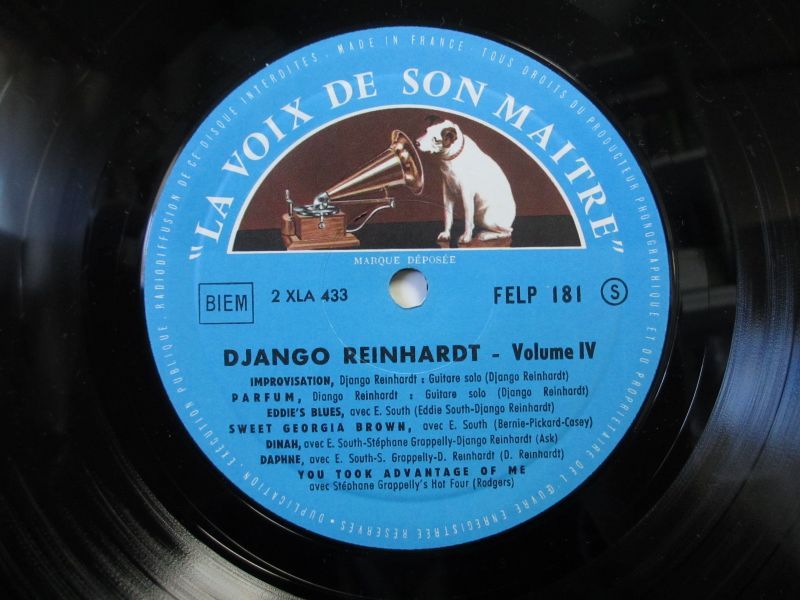 DUPLICATION · EXÉCUTION PUBLIQUE · RADIODIFFUSION DE CE DISQUE INTERDITES · MADE IN FRANCE · TOUS DROITS DU PRODUCTEUR PHONOGRAPHIQUE ET DU PROPRIÉTAIRE DE L'ŒUVRE ENREGISTRÉE RÉSERVÉS ·
"LA VOIX DE SON MAITRE"
MARQUE DÉPOSÉE
BIEM 2 XLA 433 FELP 181 S
DJANGO REINHARDT - Volume IV
IMPROVISATION, Django Reinhardt : Guitare solo (Django Reinhardt)
PARFUM, Django Reinhardt : Guitare solo (Django Reinhardt)
EDDIE'S BLUES, avec E. South (Eddie South-Django Reinhardt)
SWEET GEORGIA BROWN, avec E. South (Bernie-Pickard-Casey)
DINAH, avec E. South-Stéphane Grappelly-Django Reinhardt (Ask)
DAPHNE, avec E. South-S. Grappelly-D. Reinhardt (D. Reinhardt)
YOU TOOK ADVANTAGE OF ME
avec Stéphane Grappelly's Hot Four (Rodgers)